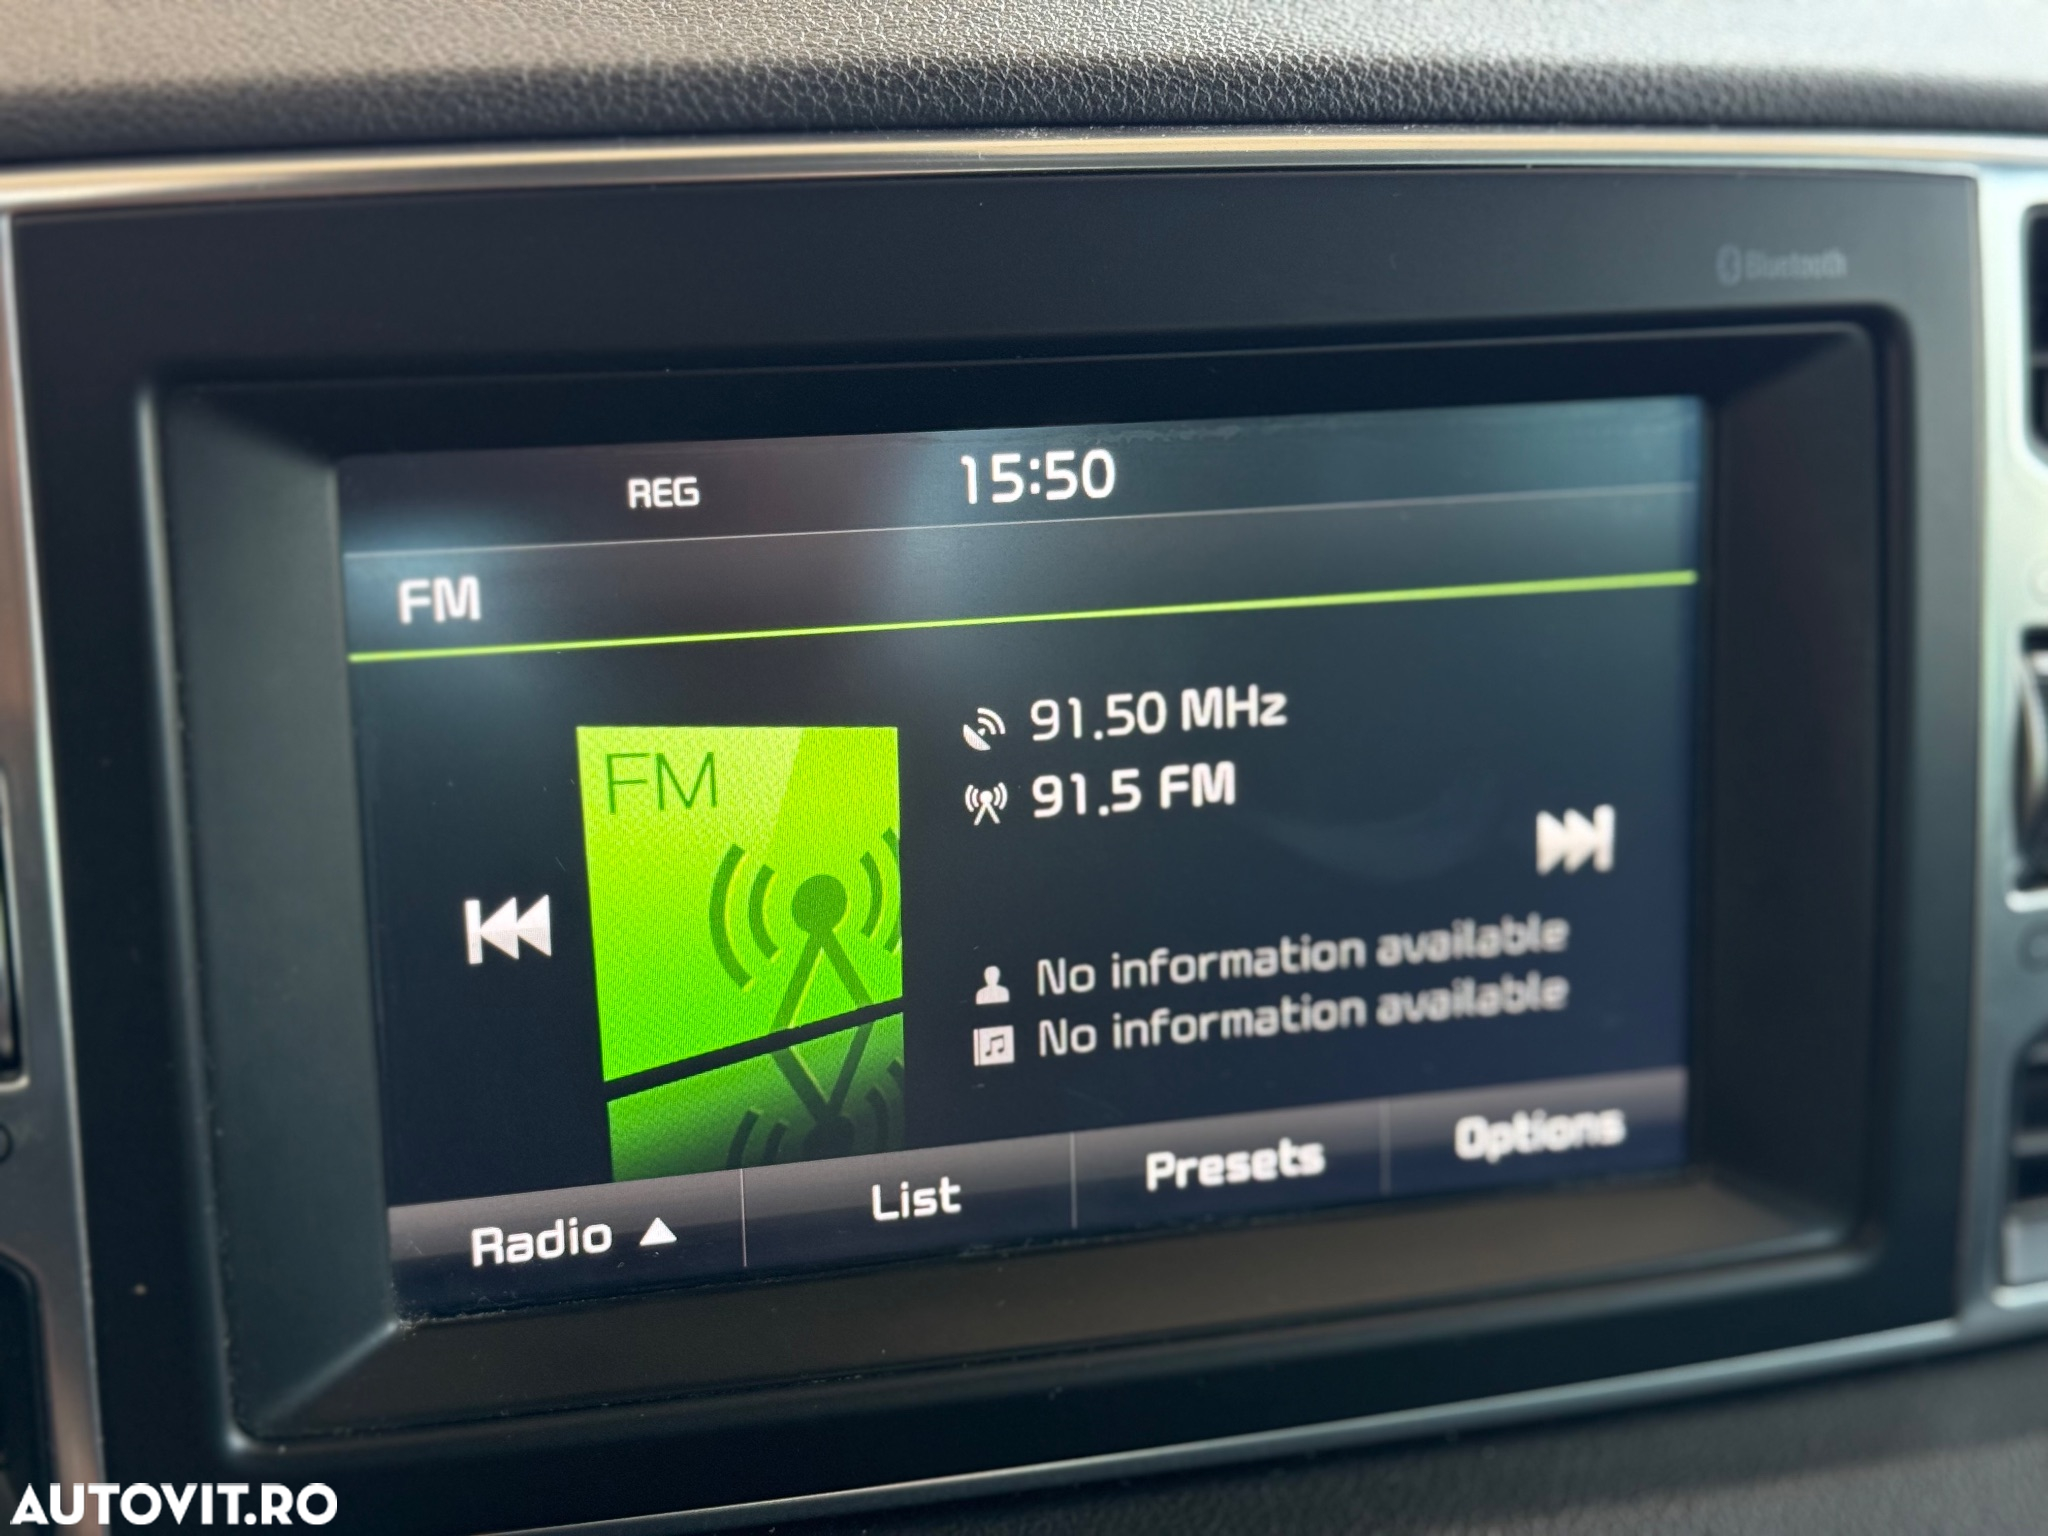 Bluetooth
REG 15:50
FM
FM
91.50 MHz
91.5 FM
No information available
No information available
Radio ▲ List Presets Options
AUTOVIT.RO